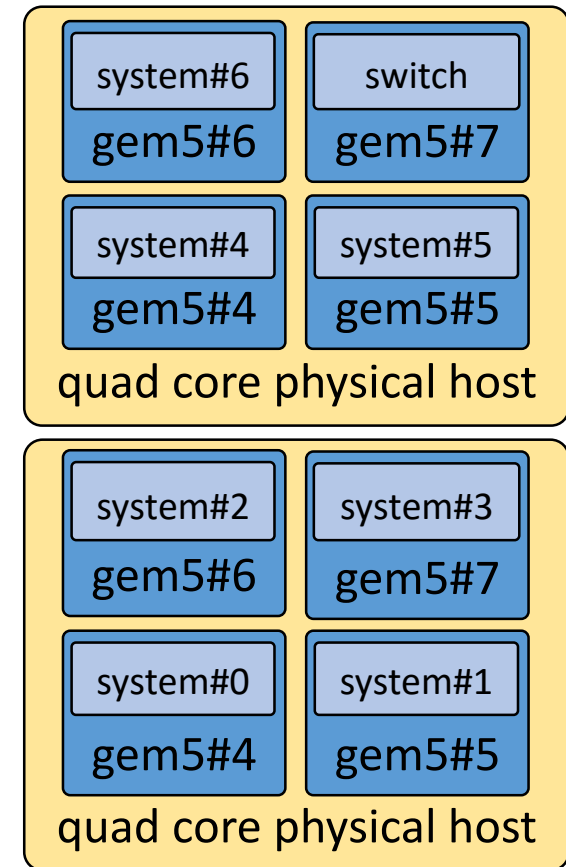 system#6
switch
gem5#6
gem5#7
system#4
system#5
gem5#4
gem5#5
quad core physical host
system#2
system#3
gem5#6
gem5#7
system#0
system#1
gem5#4
gem5#5
quad core physical host